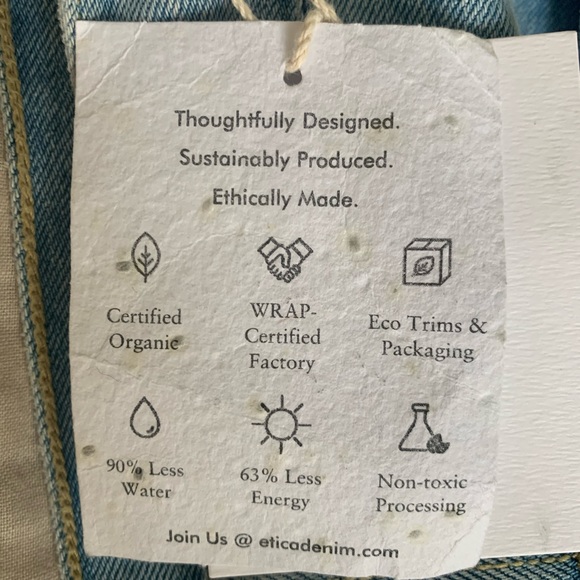 Thoughtfully Designed.
Sustainably Produced.
Ethically Made.
Certified
Organic
WRAP-
Certified
Factory
Eco Trims &
Packaging
90% Less
Water
63% Less
Energy
Non-toxic
Processing
Join Us @ eticadenim.com